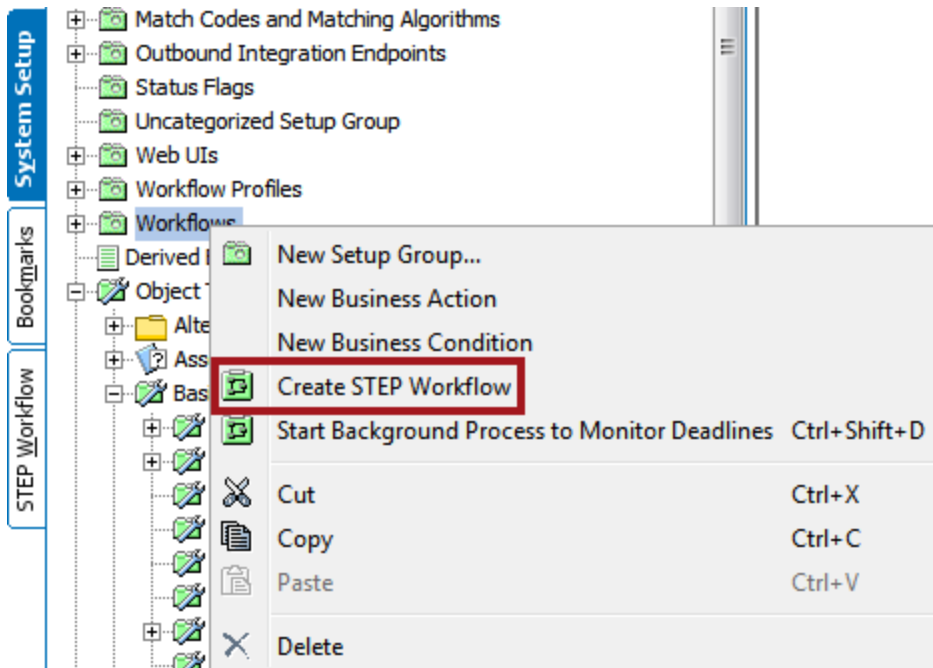 System Setup
Bookmarks
STEP Workflow
Match Codes and Matching Algorithms
Outbound Integration Endpoints
Status Flags
Uncategorized Setup Group
Web UIs
Workflow Profiles
Workflows
Derived
Object
New Setup Group...
New Business Action
New Business Condition
Create STEP Workflow
Start Background Process to Monitor Deadlines Ctrl+Shift+D
Cut Ctrl+X
Copy Ctrl+C
Paste Ctrl+V
Delete